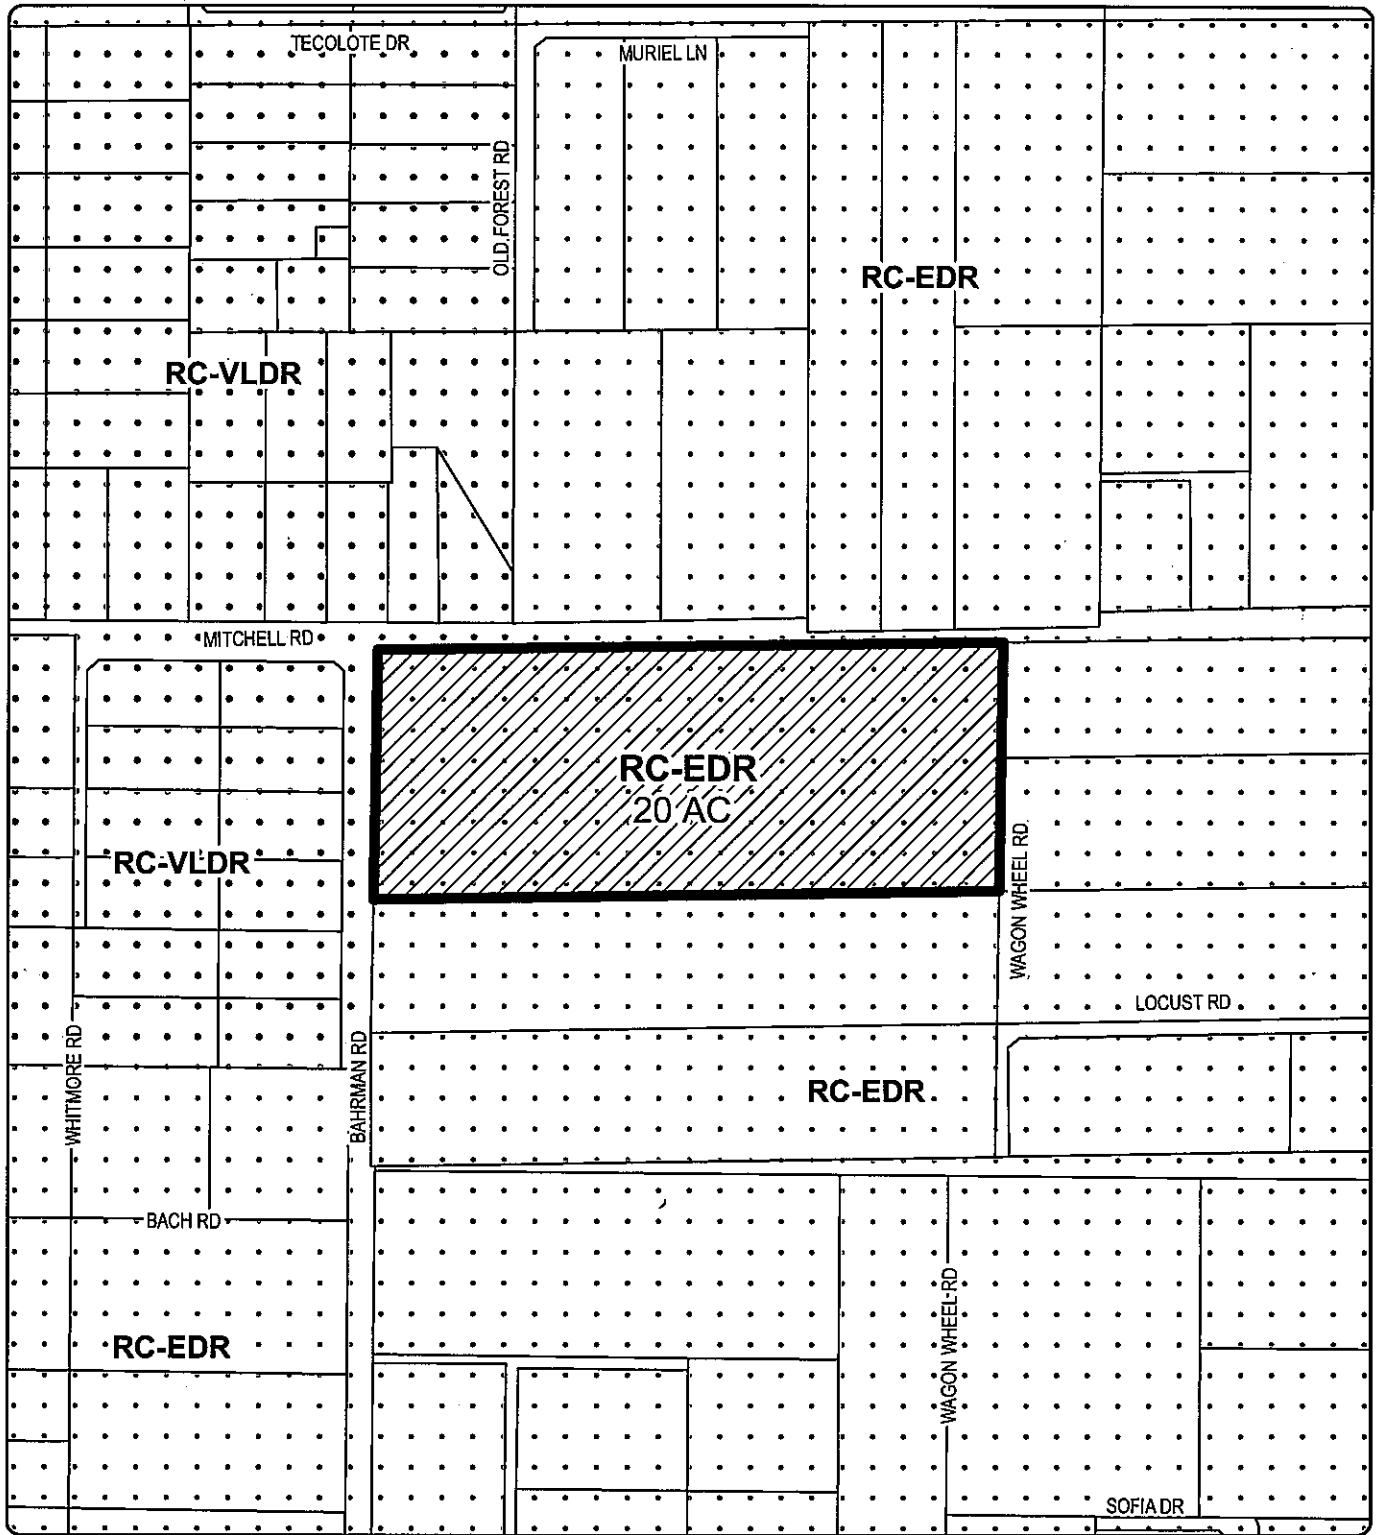 TECOLOTE DR
MURIEL LN
OLD FOREST RD
RC-EDR
RC-VLDR
MITCHELL RD
RC-EDR
20 AC
RC-VLDR
WAGON WHEEL RD
LOCUST RD
WHITMORE RD
BAHRMAN RD
RC-EDR
BACH RD
WAGON WHEEL RD
RC-EDR
SOFIA DR